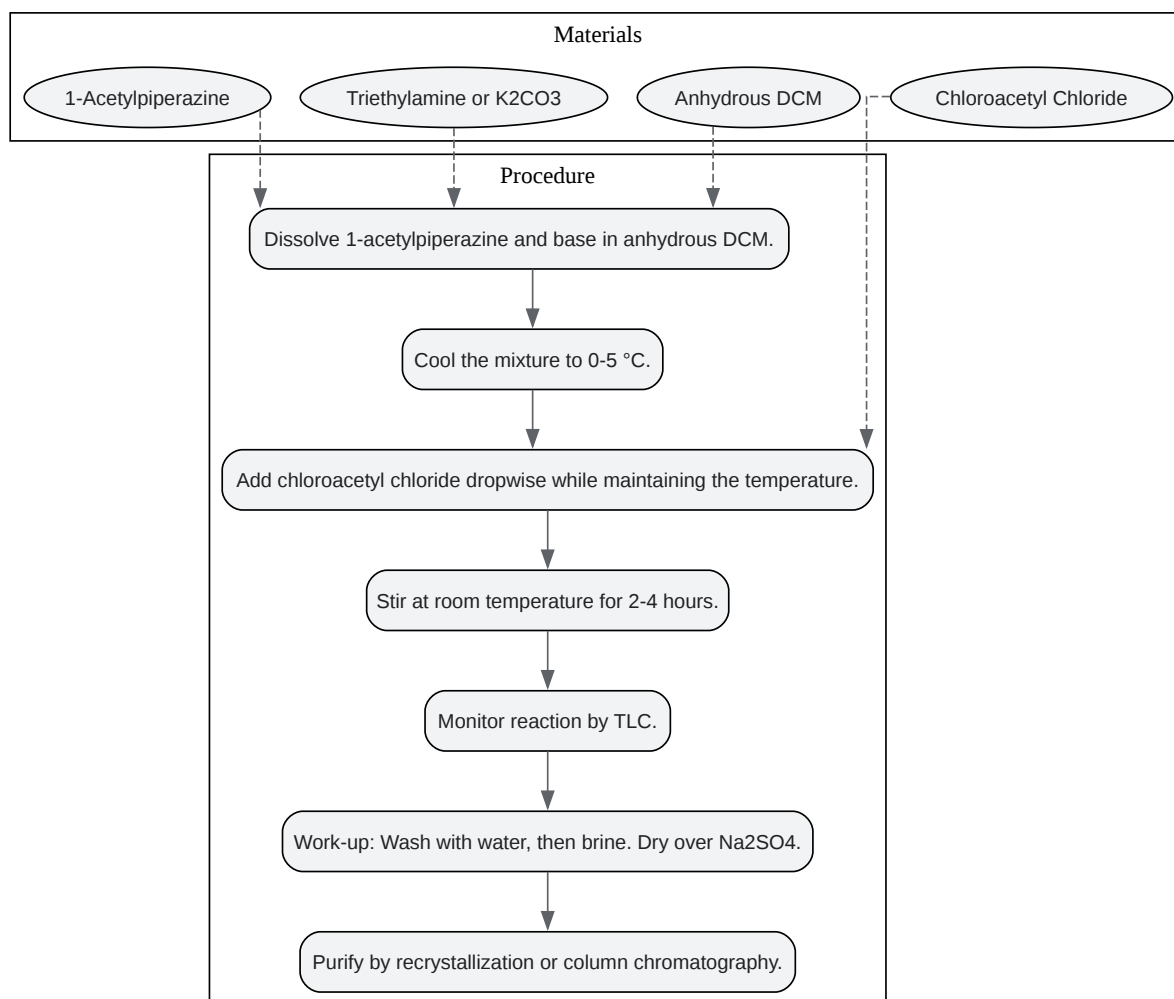 Materials
1-Acetylpiperazine
Triethylamine or K2CO3
Anhydrous DCM
Chloroacetyl Chloride
Procedure
Dissolve 1-acetylpiperazine and base in anhydrous DCM.
Cool the mixture to 0-5 °C.
Add chloroacetyl chloride dropwise while maintaining the temperature.
Stir at room temperature for 2-4 hours.
Monitor reaction by TLC.
Work-up: Wash with water, then brine. Dry over Na2SO4.
Purify by recrystallization or column chromatography.